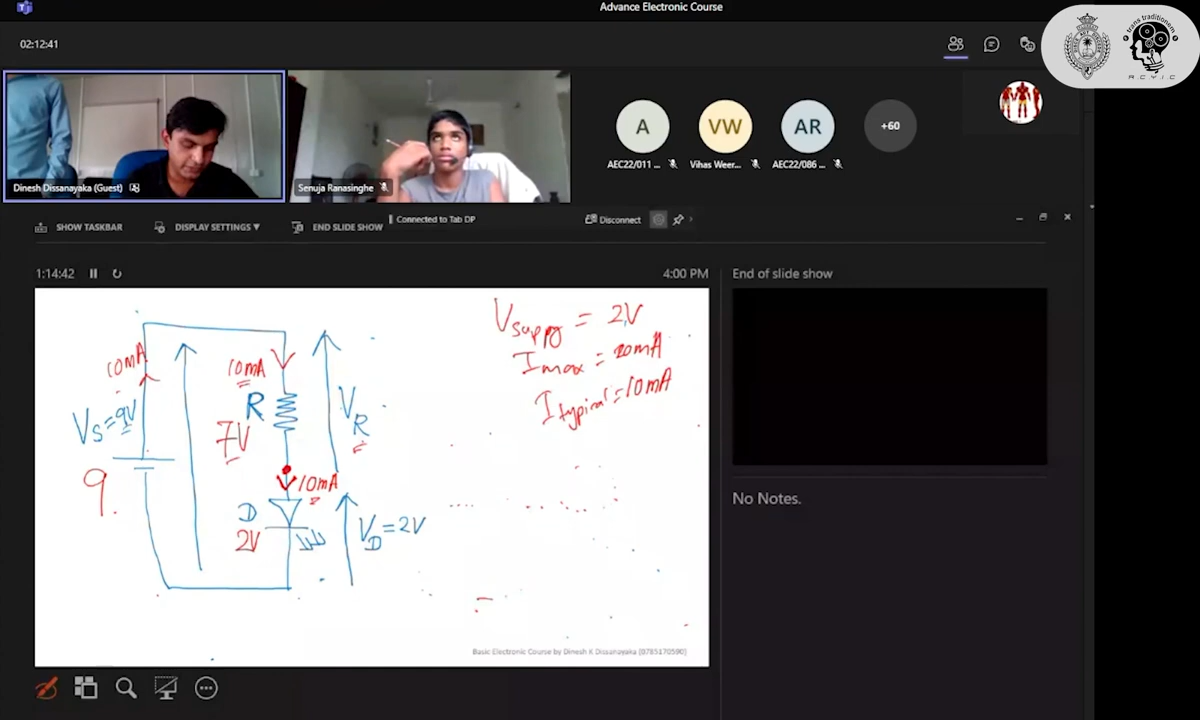 Advance Electronic Course
02:12:41
R.C.Y.I.C
+60
A
VW
AR
AEC22/011 ...
Vihas Weer...
AEC22/086 ...
Dinesh Dissanayaka (Guest)
Senuja Ranasinghe
SHOW TASKBAR
DISPLAY SETTINGS ▼
END SLIDE SHOW
Connected to Tab DP
Disconnect
1:14:42
4:00 PM
End of slide show
Vsuppy = 2V
Imax = 20mA
Itypical = 10mA
10mA
10mA
Vs=9V
R
VR
7V
9.
10mA
D
2V
VD=2V
No Notes.
Basic Electronic Course by Dinesh K Dissanayaka (0785170590)